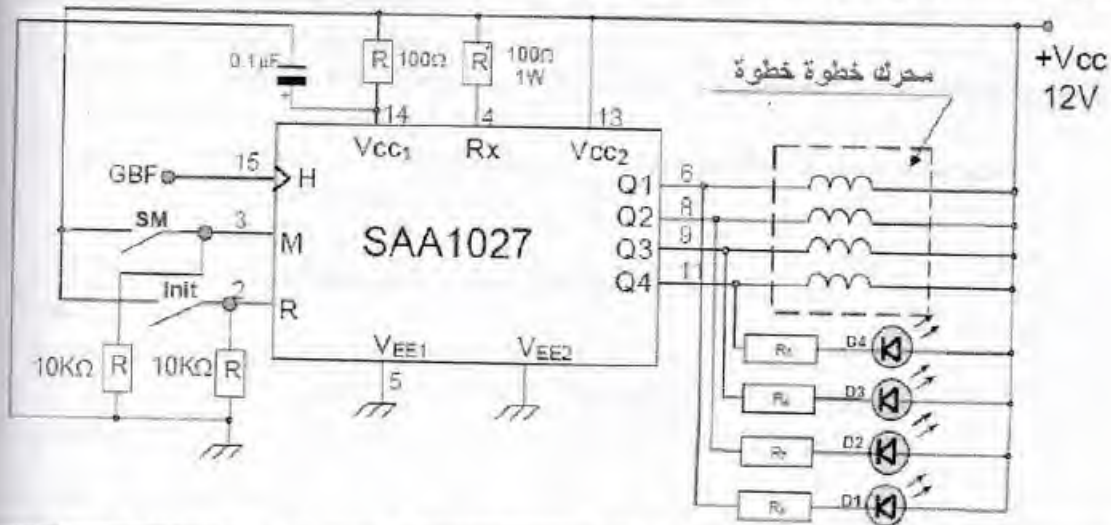 0.1µF
+
R 100Ω
R 100Ω
1W
محرك خطوة خطوة
+Vcc
12V
14
4
13
Vcc1
Rx
Vcc2
GBF
15
H
SM
3
M
Init
2
R
SAA1027
Q1
6
Q2
8
Q3
9
Q4
11
VEE1
VEE2
5
10KΩ R
10KΩ R
D4
D3
D2
D1